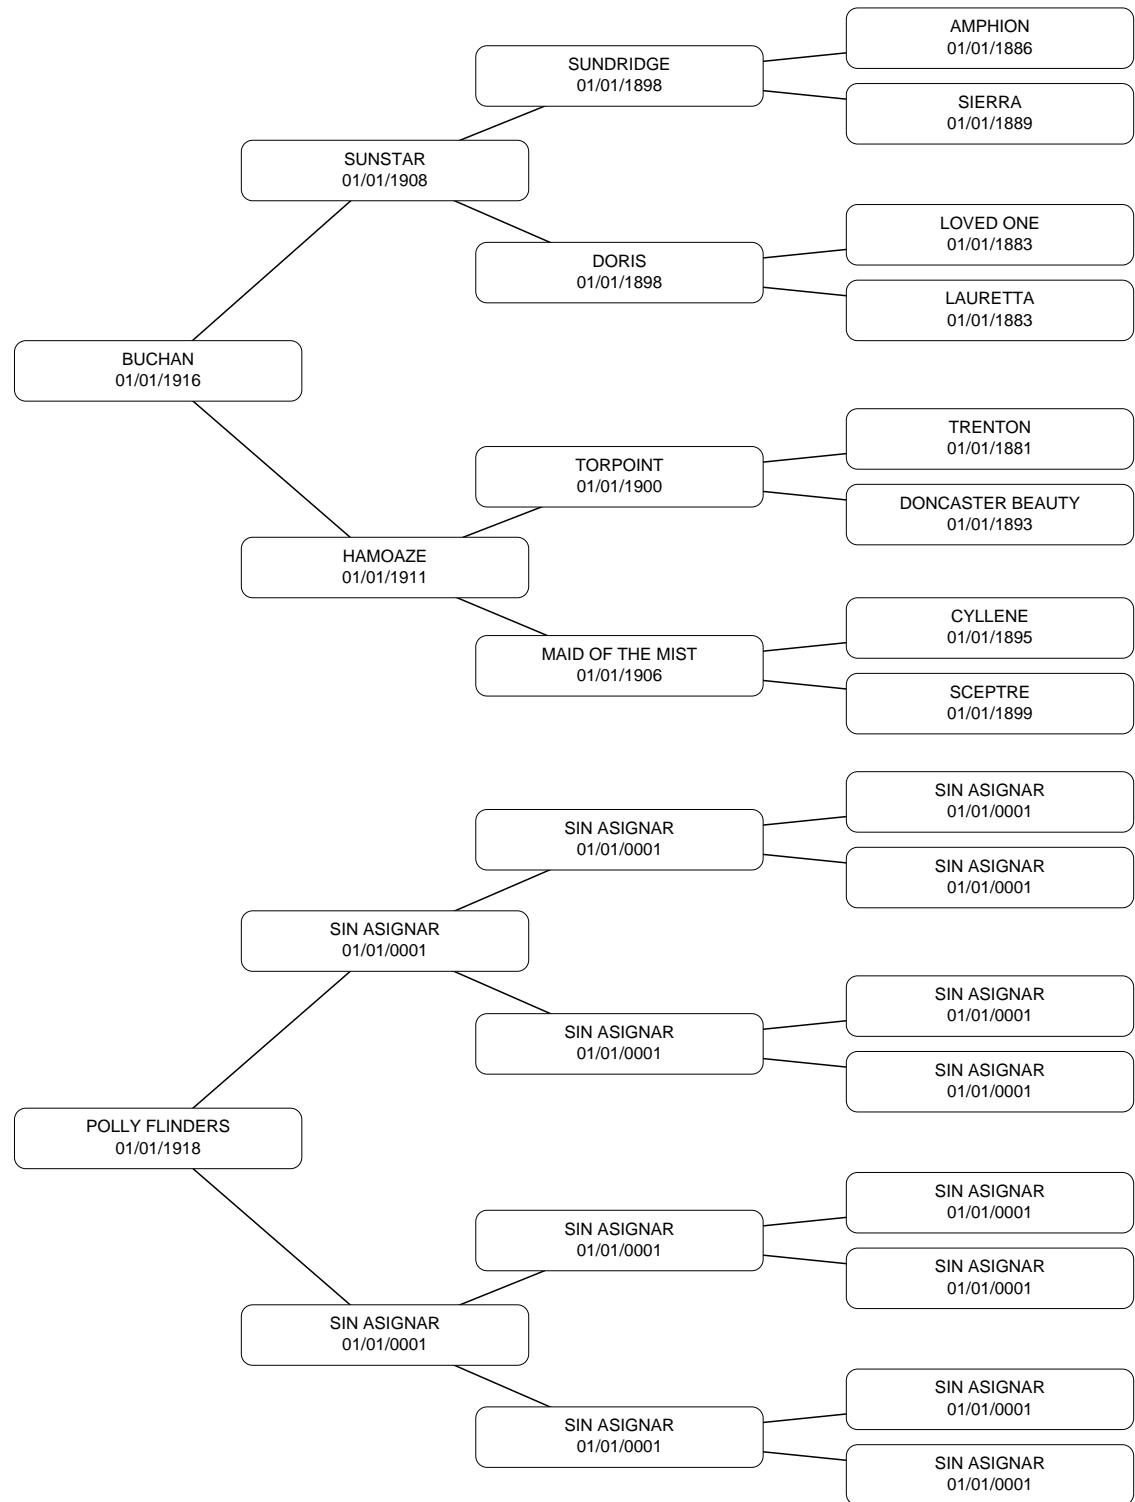 AMPHION
01/01/1886
SUNDRIDGE
01/01/1898
SIERRA
01/01/1889
SUNSTAR
01/01/1908
LOVED ONE
01/01/1883
DORIS
01/01/1898
LAURETTA
01/01/1883
BUCHAN
01/01/1916
TRENTON
01/01/1881
TORPOINT
01/01/1900
DONCASTER BEAUTY
01/01/1893
HAMOAZE
01/01/1911
CYLLENE
01/01/1895
MAID OF THE MIST
01/01/1906
SCEPTRE
01/01/1899
SIN ASIGNAR
01/01/0001
SIN ASIGNAR
01/01/0001
SIN ASIGNAR
01/01/0001
SIN ASIGNAR
01/01/0001
SIN ASIGNAR
01/01/0001
SIN ASIGNAR
01/01/0001
SIN ASIGNAR
01/01/0001
POLLY FLINDERS
01/01/1918
SIN ASIGNAR
01/01/0001
SIN ASIGNAR
01/01/0001
SIN ASIGNAR
01/01/0001
SIN ASIGNAR
01/01/0001
SIN ASIGNAR
01/01/0001
SIN ASIGNAR
01/01/0001
SIN ASIGNAR
01/01/0001